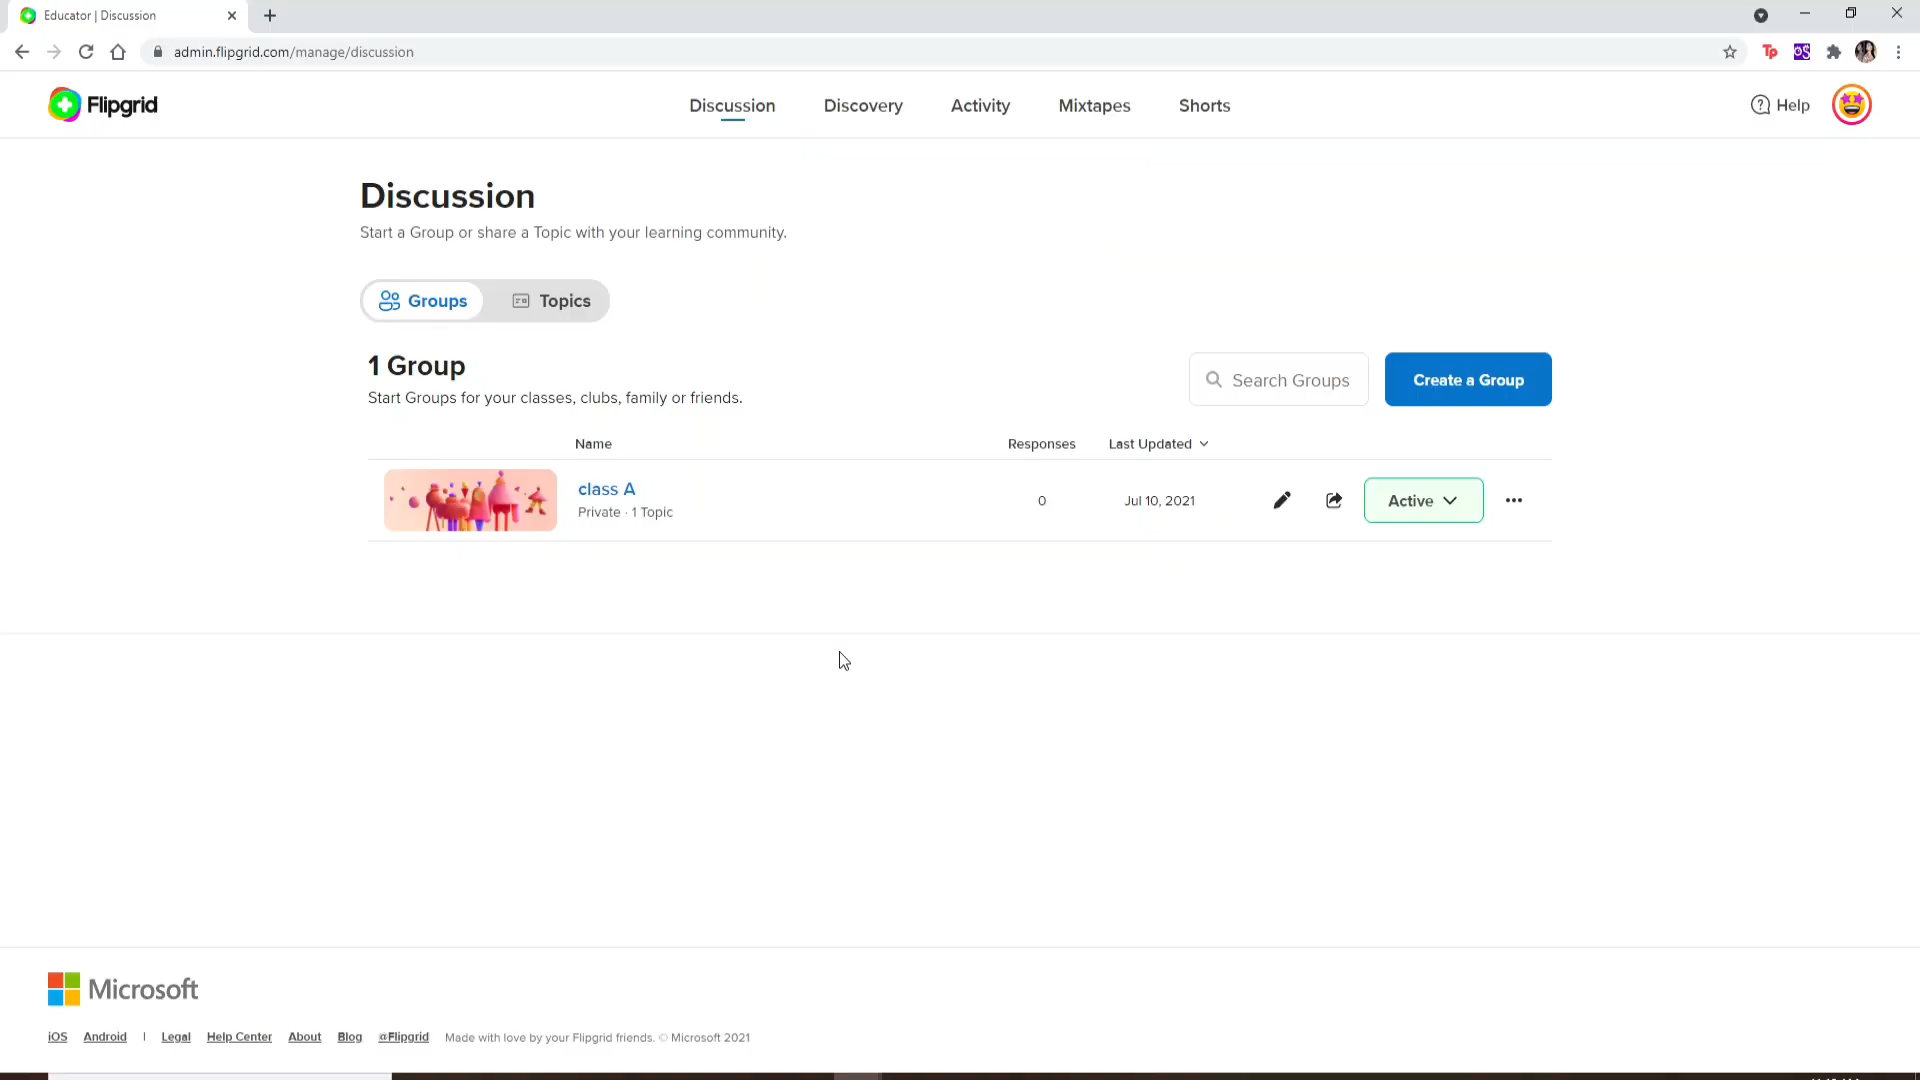 Educator | Discussion
admin.flipgrid.com/manage/discussion
Flipgrid
Discussion
Discovery
Activity
Mixtapes
Shorts
Help
Discussion
Start a Group or share a Topic with your learning community.
Groups
Topics
1 Group
Start Groups for your classes, clubs, family or friends.
Search Groups
Create a Group
Name
Responses
Last Updated
class A
Private · 1 Topic
0
Jul 10, 2021
Active
Microsoft
iOS
Android
|
Legal
Help Center
About
Blog
@Flipgrid
Made with love by your Flipgrid friends. © Microsoft 2021